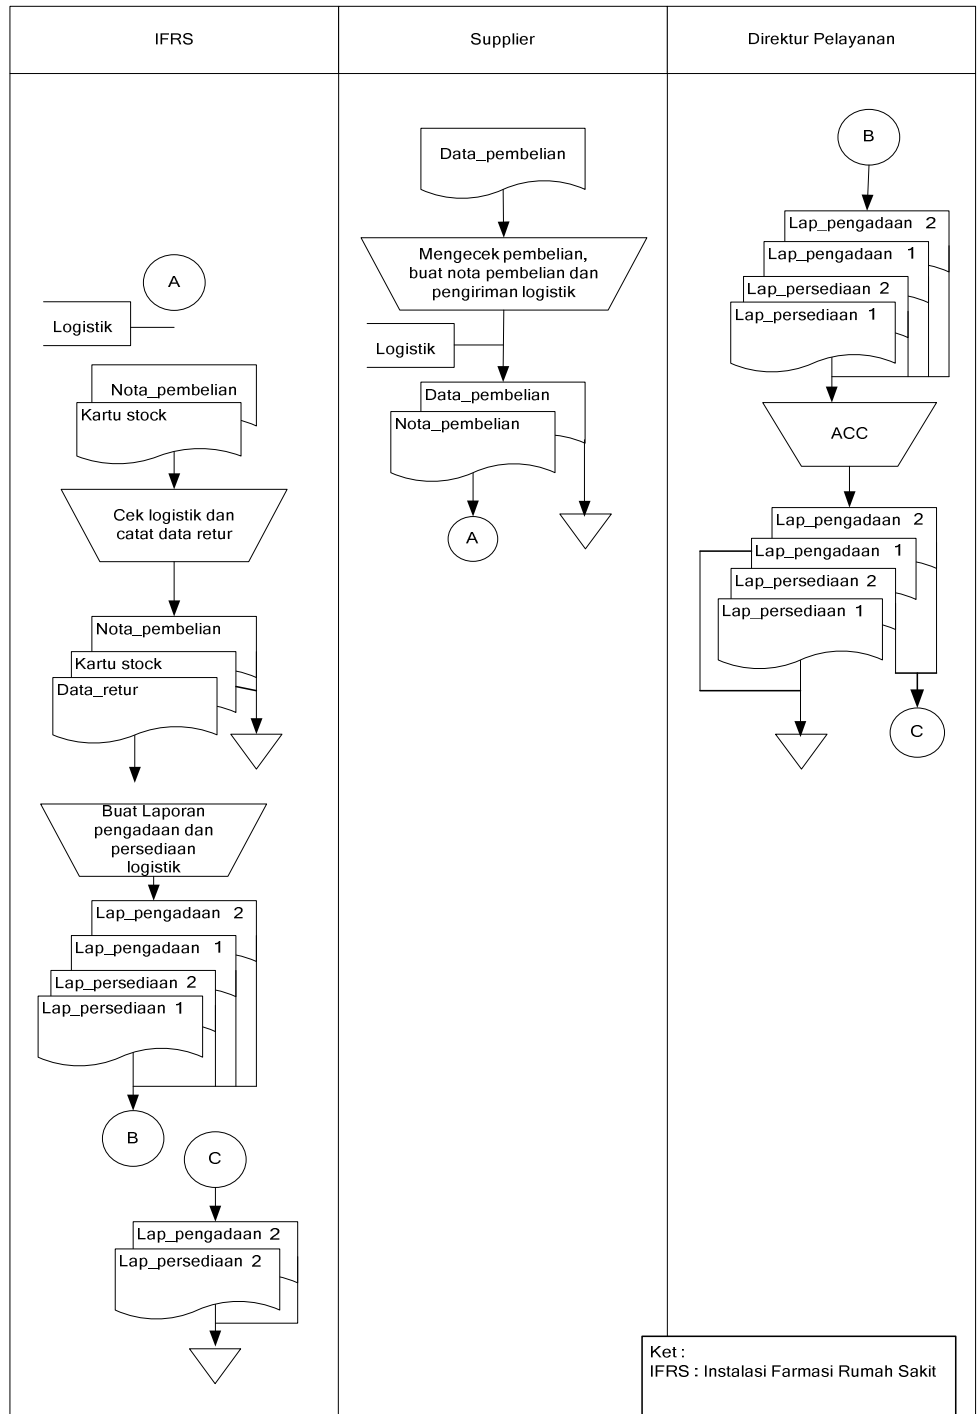 IFRS
Supplier
Direktur Pelayanan
A
Logistik
Nota_pembelian
Kartu stock
Cek logistik dan
catat data retur
Nota_pembelian
Kartu stock
Data_retur
Buat Laporan
pengadaan dan
persediaan
logistik
Lap_pengadaan 2
Lap_pengadaan 1
Lap_persediaan 2
Lap_persediaan 1
B
C
Lap_pengadaan 2
Lap_persediaan 2
Data_pembelian
Mengecek pembelian,
buat nota pembelian dan
pengiriman logistik
Logistik
Data_pembelian
Nota_pembelian
A
B
Lap_pengadaan 2
Lap_pengadaan 1
Lap_persediaan 2
Lap_persediaan 1
ACC
Lap_pengadaan 2
Lap_pengadaan 1
Lap_persediaan 2
Lap_persediaan 1
C
Ket :
IFRS : Instalasi Farmasi Rumah Sakit